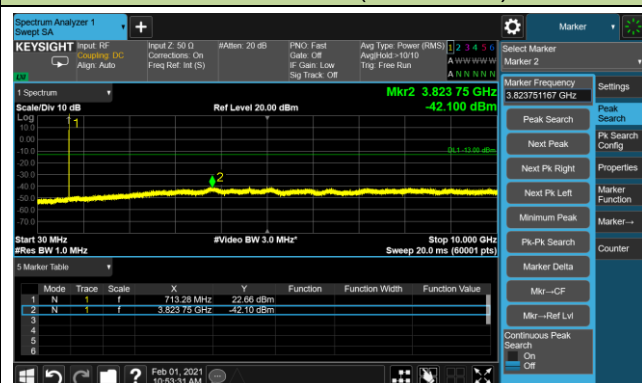 Spectrum Analyzer 1
Swept SA
+
Marker
KEYSIGHT
Input: RF
Coupling: DC
Align: Auto
Input Z: 50 Ω
Corrections: On
Freq Ref: Int (S)
#Atten: 20 dB
PNO: Fast
Gate: Off
IF Gain: Low
Sig Track: Off
Avg Type: Power (RMS)
Avg|Hold:>10/10
Trig: Free Run
1 2 3 4 5 6
A W W W W W
A N N N N N
LW
Select Marker
Marker 2
1 Spectrum
Scale/Div 10 dB
Ref Level 20.00 dBm
Mkr2 3.823 75 GHz
-42.100 dBm
Log
10.0
0.00
-10.0
-20.0
-30.0
-40.0
-50.0
-60.0
-70.0
1
2
DL1 -13.00 dBm
Start 30 MHz
#Res BW 1.0 MHz
#Video BW 3.0 MHz*
Stop 10.000 GHz
Sweep 20.0 ms (60001 pts)
5 Marker Table
Mode Trace Scale X Y Function Function Width Function Value
1 N 1 f 713.28 MHz 22.66 dBm
2 N 1 f 3.823 75 GHz -42.10 dBm
3
4
5
6
Marker Frequency
3.823751167 GHz
Peak Search
Next Peak
Next Pk Right
Next Pk Left
Minimum Peak
Pk-Pk Search
Marker Delta
Mkr→CF
Mkr→Ref Lvl
Continuous Peak
Search
On
Off
Settings
Peak
Search
Pk Search
Config
Properties
Marker
Function
Marker→
Counter
?
Feb 01, 2021
10:53:31 AM